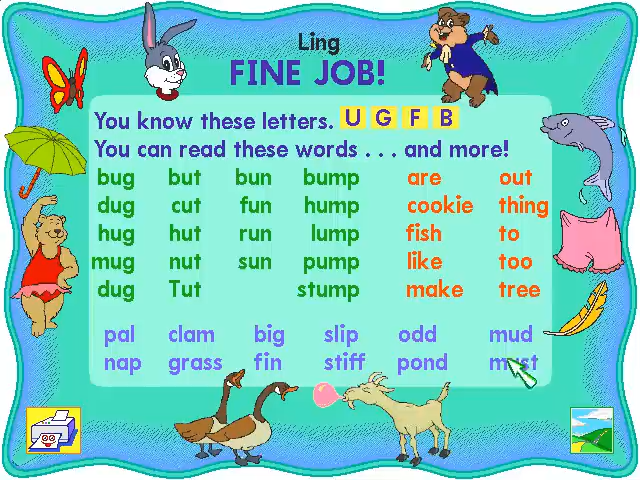 Ling
FINE JOB!
You know these letters. U G F B
You can read these words . . . and more!
bug but bun bump are out
dug cut fun hump cookie thing
hug hut run lump fish to
mug nut sun pump like too
dug Tut stump make tree
pal clam big slip odd mud
nap grass fin stiff pond must